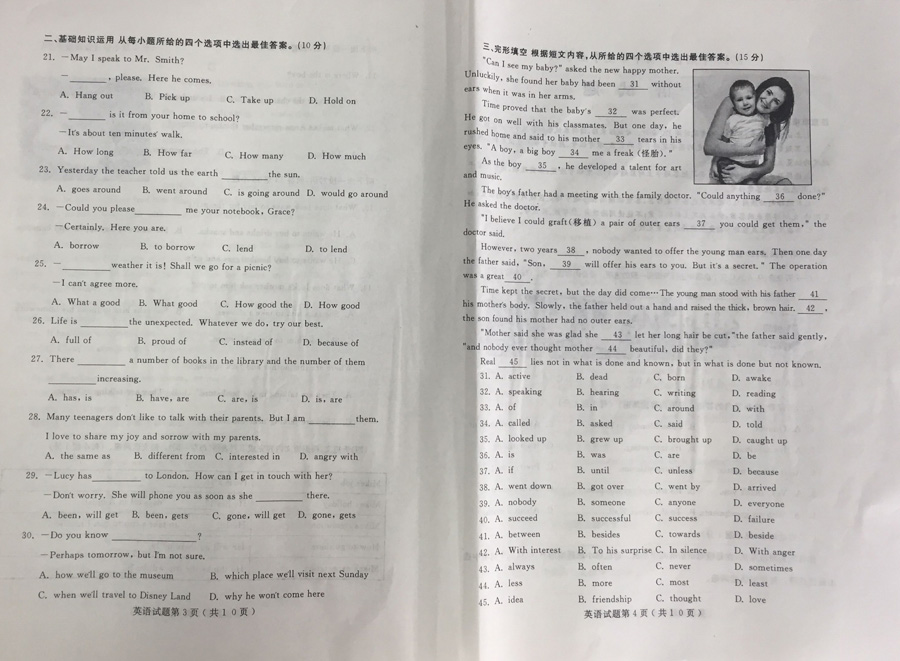 二、基础知识运用 从每小题所给的四个选项中选出最佳答案。(10 分)
21. －May I speak to Mr. Smith?
－________, please. Here he comes.
A. Hang out B. Pick up C. Take up D. Hold on
22. －________ is it from your home to school?
－It's about ten minutes' walk.
A. How long B. How far C. How many D. How much
23. Yesterday the teacher told us the earth ________ the sun.
A. goes around B. went around C. is going around D. would go around
24. －Could you please________ me your notebook, Grace?
－Certainly. Here you are.
A. borrow B. to borrow C. lend D. to lend
25. －________weather it is! Shall we go for a picnic?
－I can't agree more.
A. What a good B. What good C. How good the D. How good
26. Life is ________the unexpected. Whatever we do, try our best.
A. full of B. proud of C. instead of D. because of
27. There ________ a number of books in the library and the number of them
________increasing.
A. has, is B. have, are C. are, is D. is, are
28. Many teenagers don't like to talk with their parents. But I am ________them.
I love to share my joy and sorrow with my parents.
A. the same as B. different from C. interested in D. angry with
29. －Lucy has________ to London. How can I get in touch with her?
－Don't worry. She will phone you as soon as she ________ there.
A. been, will get B. been, gets C. gone, will get D. gone, gets
30. －Do you know ________?
－Perhaps tomorrow, but I'm not sure.
A. how we'll go to the museum B. which place we'll visit next Sunday
C. when we'll travel to Disney Land D. why he won't come here
英语试题第 3 页（共 1 0 页）
三、完形填空 根据短文内容,从所给的四个选项中选出最佳答案。(15 分)
"Can I see my baby?" asked the new happy mother.
Unluckily, she found her baby had been 31 without
ears when it was in her arms.
Time proved that the baby's 32 was perfect.
He got on well with his classmates. But one day, he
rushed home and said to his mother 33 tears in his
eyes. "A boy, a big boy 34 me a freak (怪胎)."
As the boy 35 , he developed a talent for art
and music.
The boy's father had a meeting with the family doctor. "Could anything 36 done?"
He asked the doctor.
"I believe I could graft(移植) a pair of outer ears 37 you could get them," the
doctor said.
However, two years 38 , nobody wanted to offer the young man ears. Then one day
the father said, "Son, 39 will offer his ears to you. But it's a secret." The operation
was a great 40 .
Time kept the secret, but the day did come…The young man stood with his father 41
his mother's body. Slowly, the father held out a hand and raised the thick, brown hair. 42 ,
the son found his mother had no outer ears.
"Mother said she was glad she 43 let her long hair be cut,"the father said gently,
"and nobody ever thought mother 44 beautiful, did they?"
Real 45 lies not in what is done and known, but in what is done but not known.
31. A. active B. dead C. born D. awake
32. A. speaking B. hearing C. writing D. reading
33. A. of B. in C. around D. with
34. A. called B. asked C. said D. told
35. A. looked up B. grew up C. brought up D. caught up
36. A. is B. was C. are D. be
37. A. if B. until C. unless D. because
38. A. went down B. got over C. went by D. arrived
39. A. nobody B. someone C. anyone D. everyone
40. A. succeed B. successful C. success D. failure
41. A. between B. besides C. towards D. beside
42. A. With interest B. To his surprise C. In silence D. With anger
43. A. always B. often C. never D. sometimes
44. A. less B. more C. most D. least
45. A. idea B. friendship C. thought D. love
英语试题第 4 页（共 1 0 页）